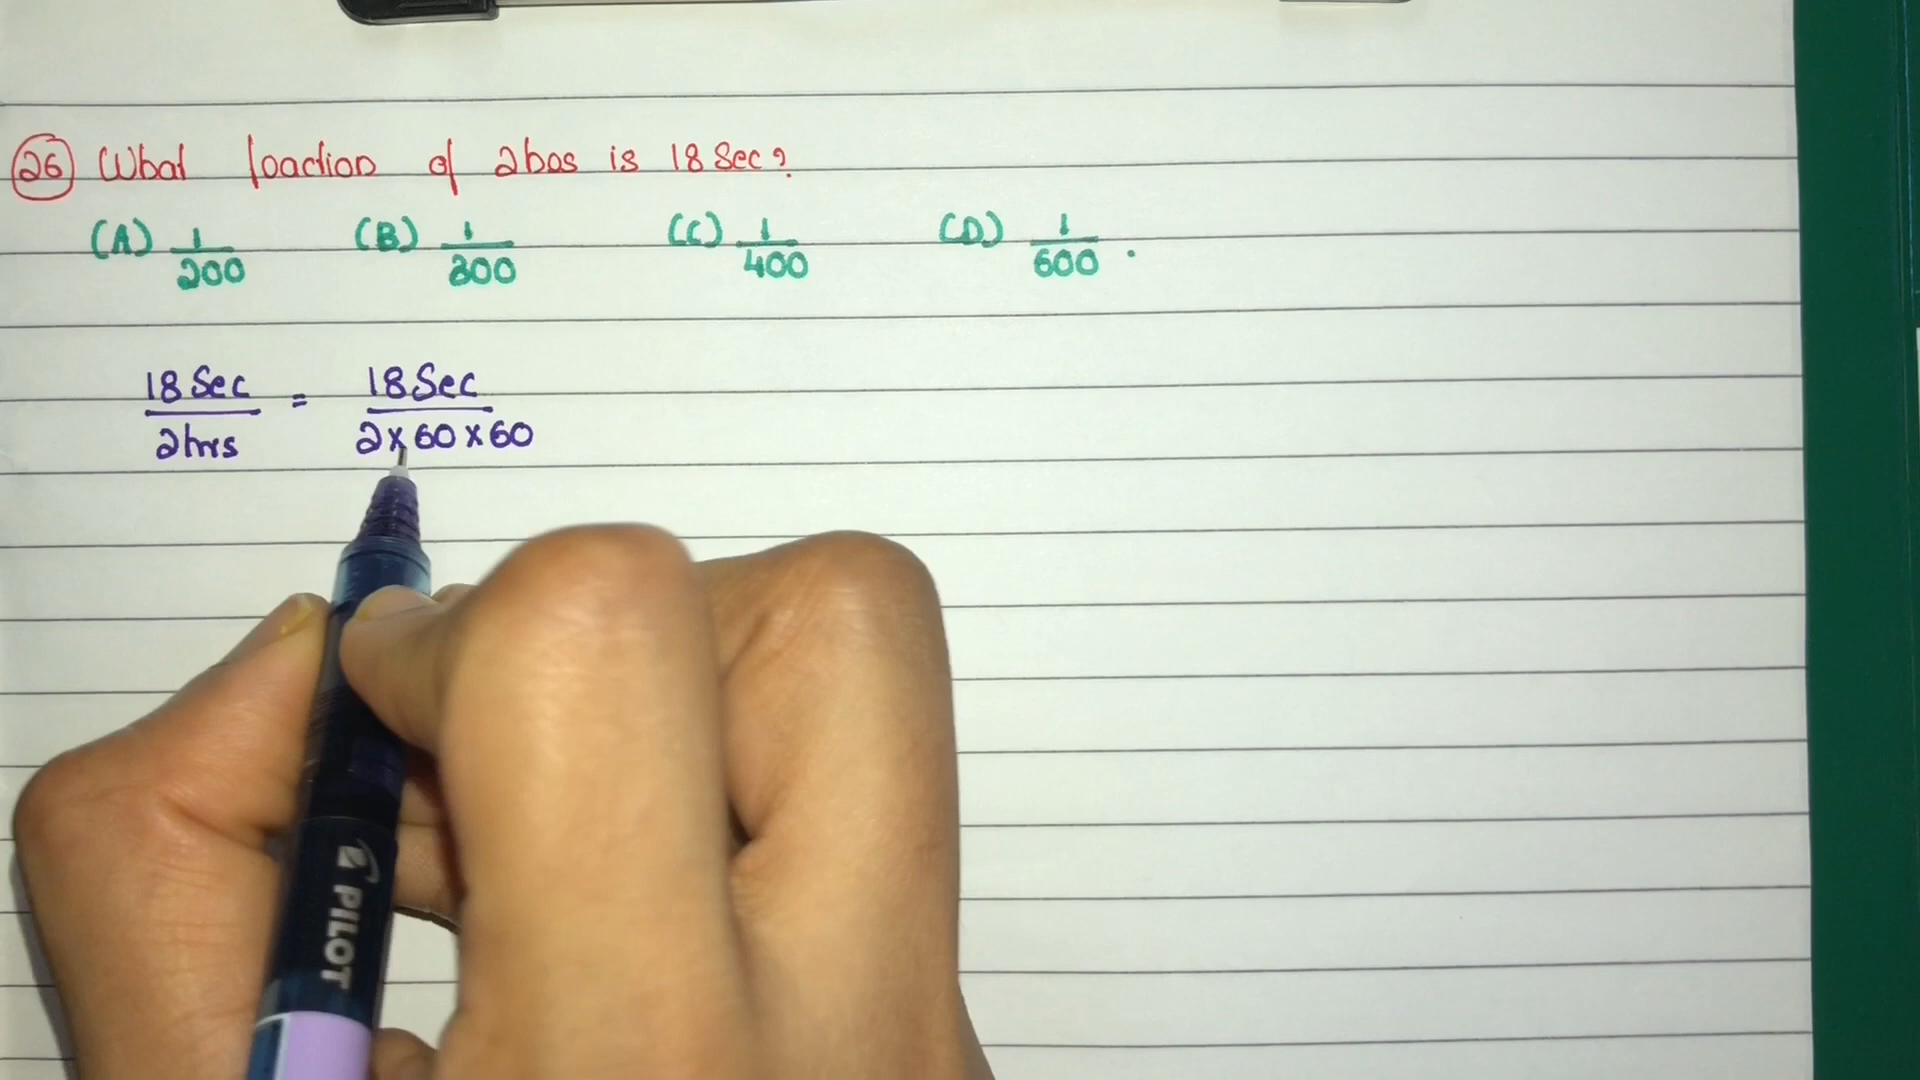 26 What fraction of 2hrs is 18 Sec?
(A) 1/200 (B) 1/300 (C) 1/400 (D) 1/600.
18 Sec / 2hrs = 18 Sec / 2 × 60 × 60
PILOT